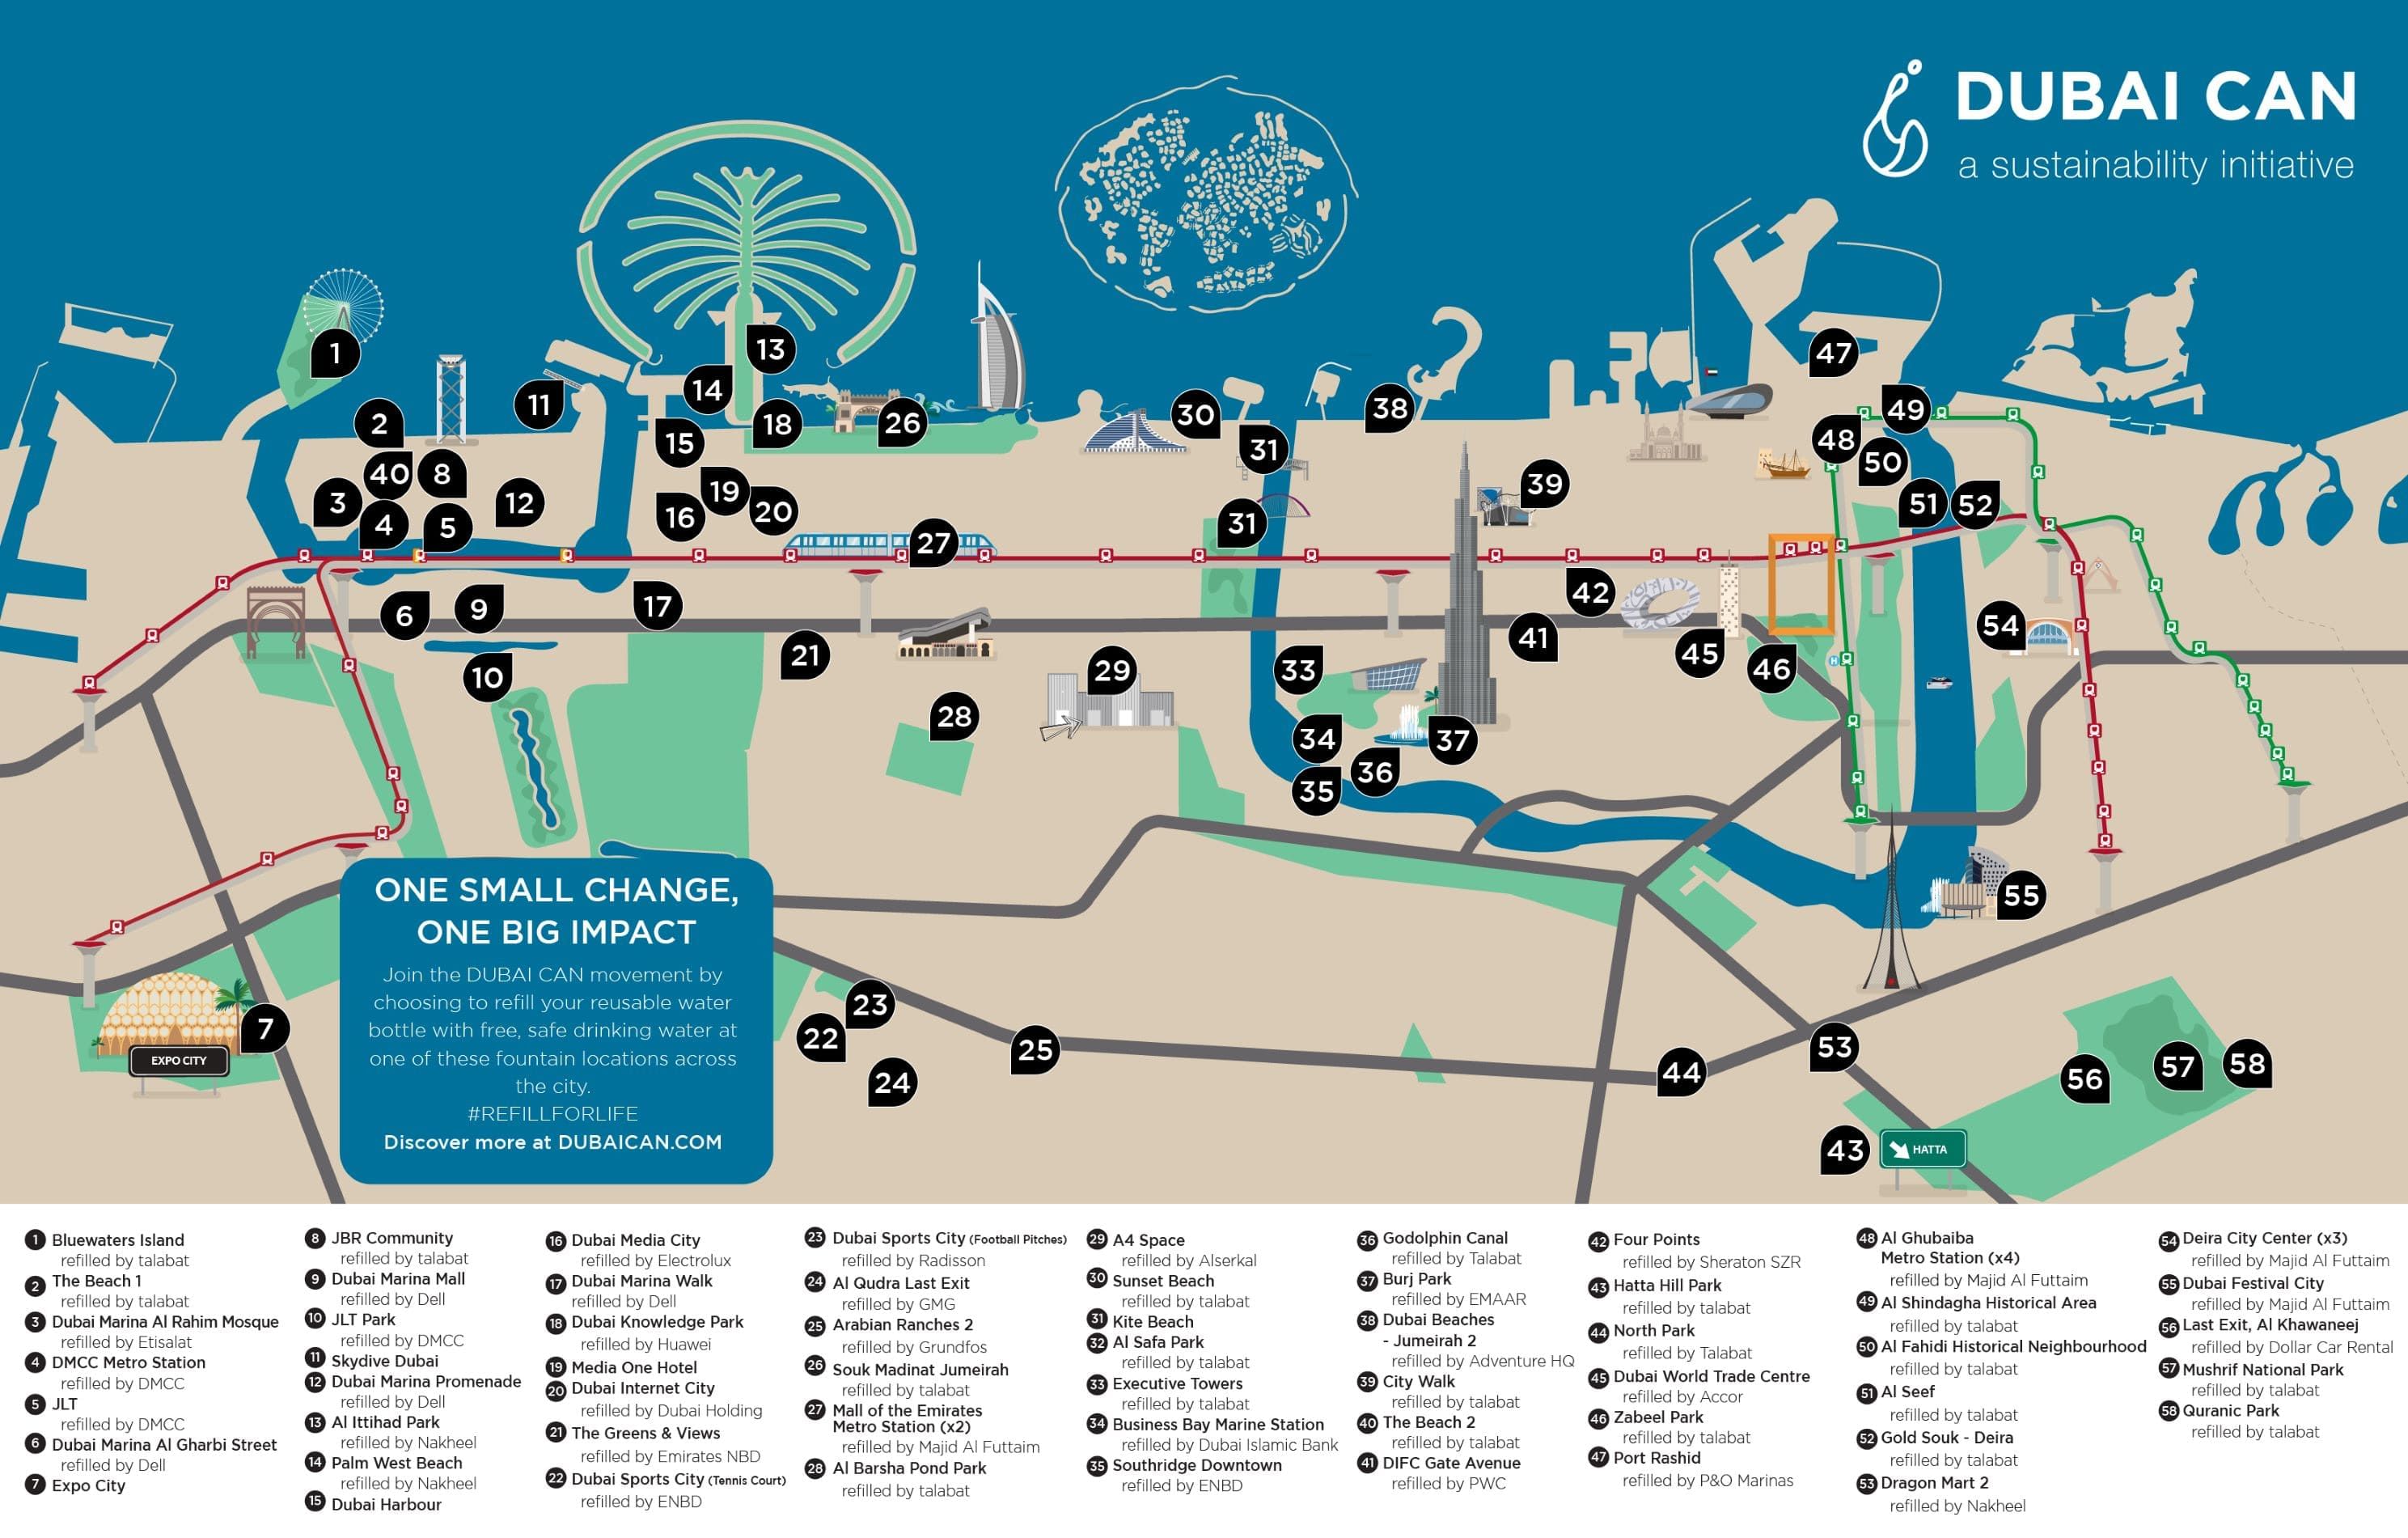 DUBAI CAN
a sustainability initiative
1
13
47
14
11
30
38
49
2
18
26
48
15
31
50
40
8
39
3
12
19
51
52
4
5
16
20
31
27
6
9
17
42
54
21
41
45
46
10
29
33
28
34
37
36
35
55
ONE SMALL CHANGE,
ONE BIG IMPACT
Join the DUBAI CAN movement by
choosing to refill your reusable water
bottle with free, safe drinking water at
one of these fountain locations across
the city.
#REFILLFORLIFE
Discover more at DUBAICAN.COM
7
EXPO CITY
23
22
25
24
44
53
56
57
58
43
HATTA
1 Bluewaters Island
refilled by talabat
2 The Beach 1
refilled by talabat
3 Dubai Marina Al Rahim Mosque
refilled by Etisalat
4 DMCC Metro Station
refilled by DMCC
5 JLT
refilled by DMCC
6 Dubai Marina Al Gharbi Street
refilled by Dell
7 Expo City
8 JBR Community
refilled by talabat
9 Dubai Marina Mall
refilled by Dell
10 JLT Park
refilled by DMCC
11 Skydive Dubai
12 Dubai Marina Promenade
refilled by Dell
13 Al Ittihad Park
refilled by Nakheel
14 Palm West Beach
refilled by Nakheel
15 Dubai Harbour
16 Dubai Media City
refilled by Electrolux
17 Dubai Marina Walk
refilled by Dell
18 Dubai Knowledge Park
refilled by Huawei
19 Media One Hotel
20 Dubai Internet City
refilled by Dubai Holding
21 The Greens & Views
refilled by Emirates NBD
22 Dubai Sports City (Tennis Court)
refilled by ENBD
23 Dubai Sports City (Football Pitches)
refilled by Radisson
24 Al Qudra Last Exit
refilled by GMG
25 Arabian Ranches 2
refilled by Grundfos
26 Souk Madinat Jumeirah
refilled by talabat
27 Mall of the Emirates
Metro Station (x2)
refilled by Majid Al Futtaim
28 Al Barsha Pond Park
refilled by talabat
29 A4 Space
refilled by Alserkal
30 Sunset Beach
refilled by talabat
31 Kite Beach
32 Al Safa Park
refilled by talabat
33 Executive Towers
refilled by talabat
34 Business Bay Marine Station
refilled by Dubai Islamic Bank
35 Southridge Downtown
refilled by ENBD
36 Godolphin Canal
refilled by Talabat
37 Burj Park
refilled by EMAAR
38 Dubai Beaches
- Jumeirah 2
refilled by Adventure HQ
39 City Walk
refilled by talabat
40 The Beach 2
refilled by talabat
41 DIFC Gate Avenue
refilled by PWC
42 Four Points
refilled by Sheraton SZR
43 Hatta Hill Park
refilled by talabat
44 North Park
refilled by Talabat
45 Dubai World Trade Centre
refilled by Accor
46 Zabeel Park
refilled by talabat
47 Port Rashid
refilled by P&O Marinas
48 Al Ghubaiba
Metro Station (x4)
refilled by Majid Al Futtaim
49 Al Shindagha Historical Area
refilled by talabat
50 Al Fahidi Historical Neighbourhood
refilled by talabat
51 Al Seef
refilled by talabat
52 Gold Souk - Deira
refilled by talabat
53 Dragon Mart 2
refilled by Nakheel
54 Deira City Center (x3)
refilled by Majid Al Futtaim
55 Dubai Festival City
refilled by Majid Al Futtaim
56 Last Exit, Al Khawaneej
refilled by Dollar Car Rental
57 Mushrif National Park
refilled by talabat
58 Quranic Park
refilled by talabat